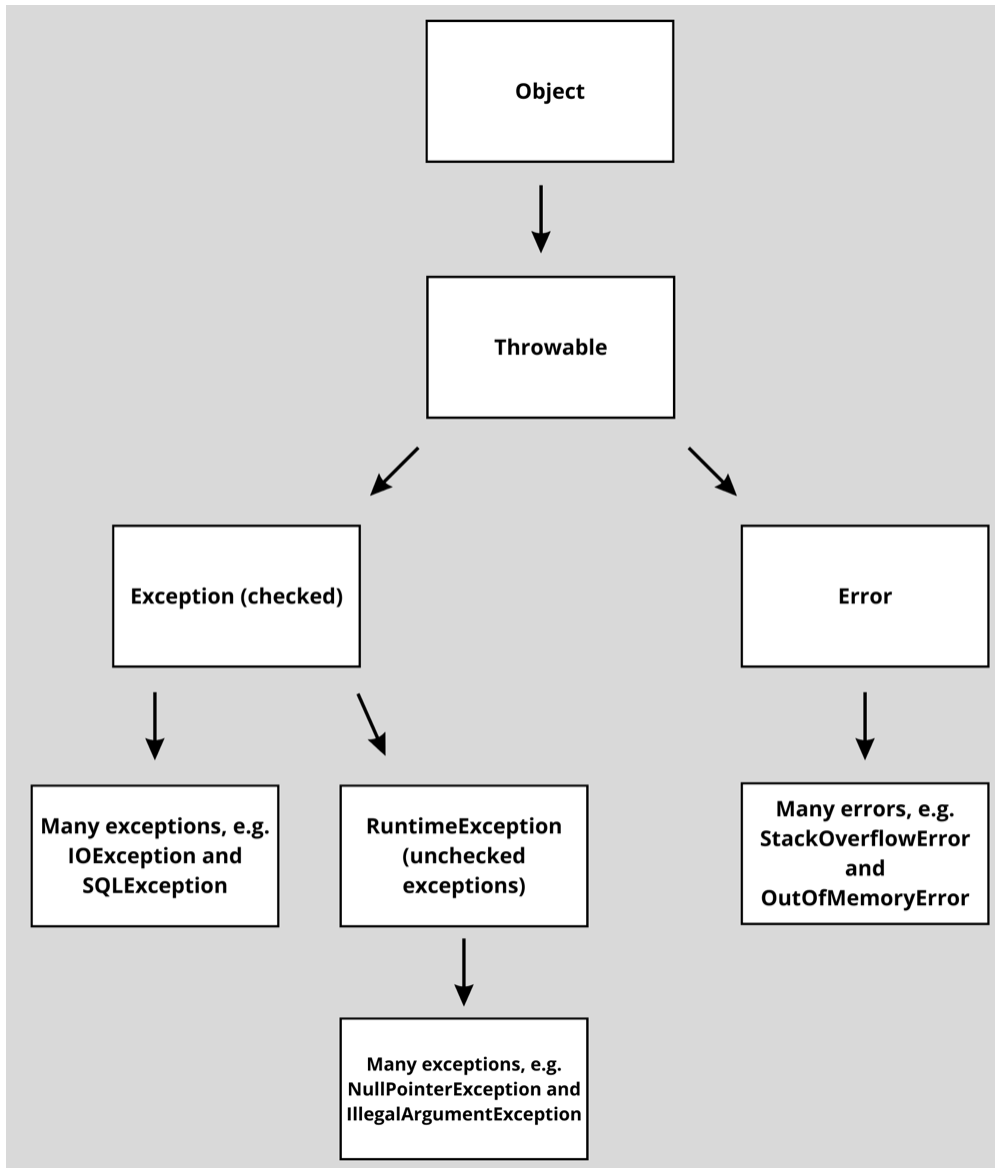 Object
Throwable
Exception (checked)
Error
Many exceptions, e.g.
IOException and
SQLException
RuntimeException
(unchecked
exceptions)
Many errors, e.g.
StackOverflowError
and
OutOfMemoryError
Many exceptions, e.g.
NullPointerException and
IllegalArgumentException